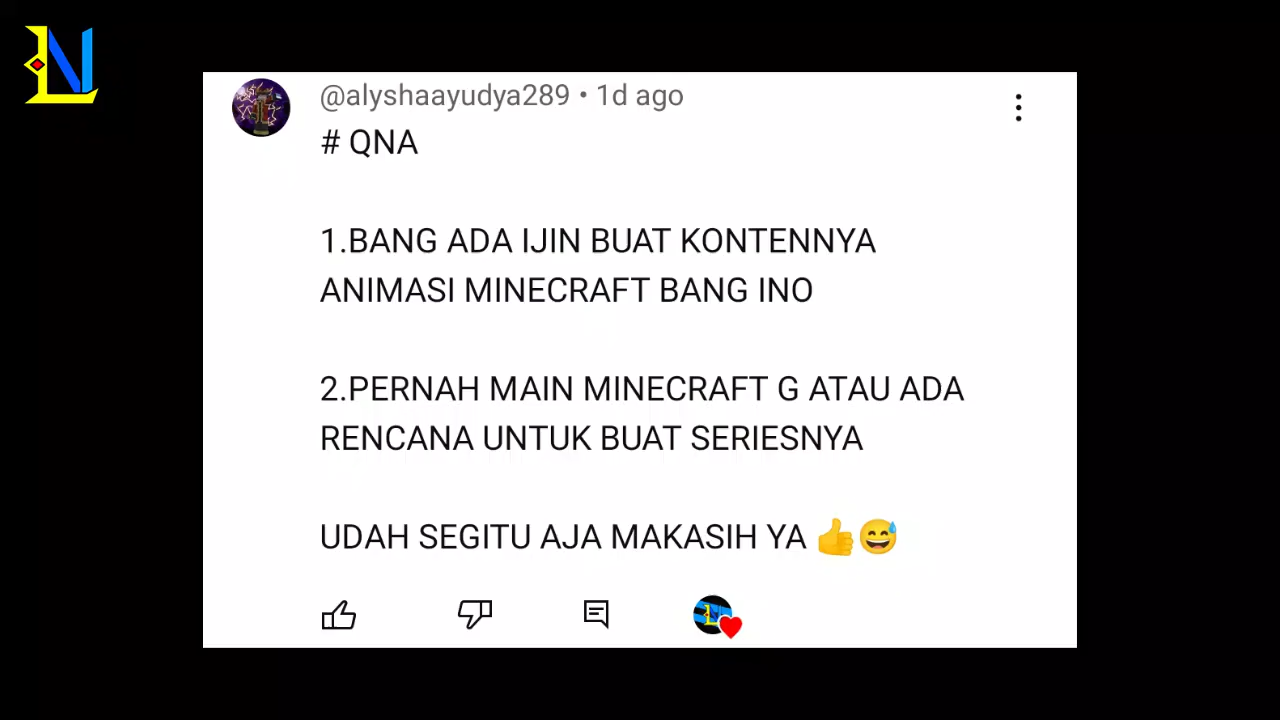 @alyshaayudya289 • 1d ago
# QNA
1.BANG ADA IJIN BUAT KONTENNYA
ANIMASI MINECRAFT BANG INO
2.PERNAH MAIN MINECRAFT G ATAU ADA
RENCANA UNTUK BUAT SERIESNYA
UDAH SEGITU AJA MAKASIH YA 👍😅